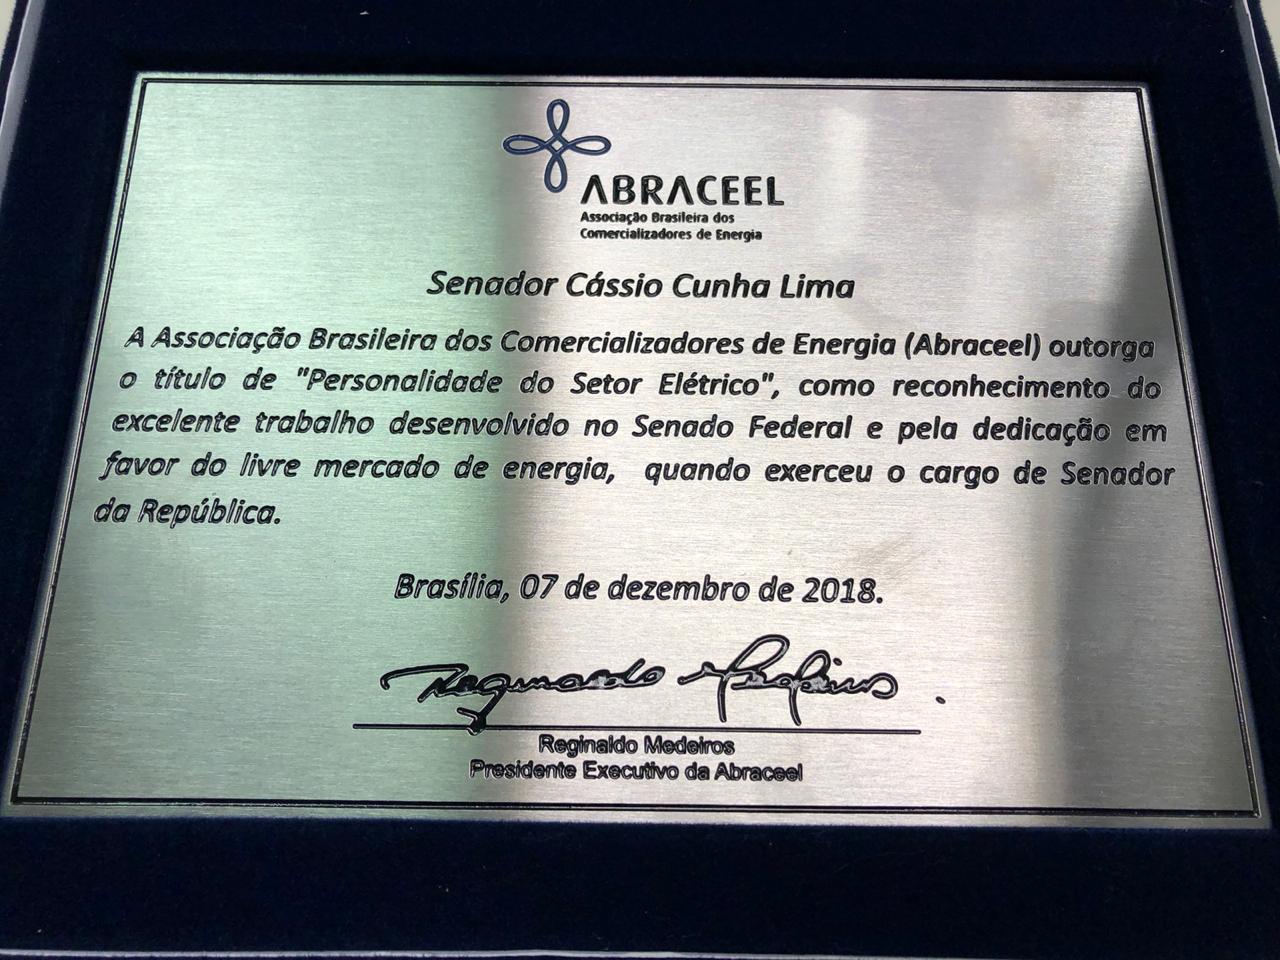 ABRACEEL
Associação Brasileira dos
Comercializadores de Energia
Senador Cássio Cunha Lima
A Associação Brasileira dos Comercializadores de Energia (Abraceel) outorga
o título de "Personalidade do Setor Elétrico", como reconhecimento do
excelente trabalho desenvolvido no Senado Federal e pela dedicação em
favor do livre mercado de energia, quando exerceu o cargo de Senador
da República.
Brasília, 07 de dezembro de 2018.
Reginaldo Medeiros
Reginaldo Medeiros
Presidente Executivo da Abraceel